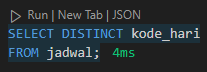 Run | New Tab | JSON
SELECT DISTINCT kode_hari
FROM jadwal; 4ms